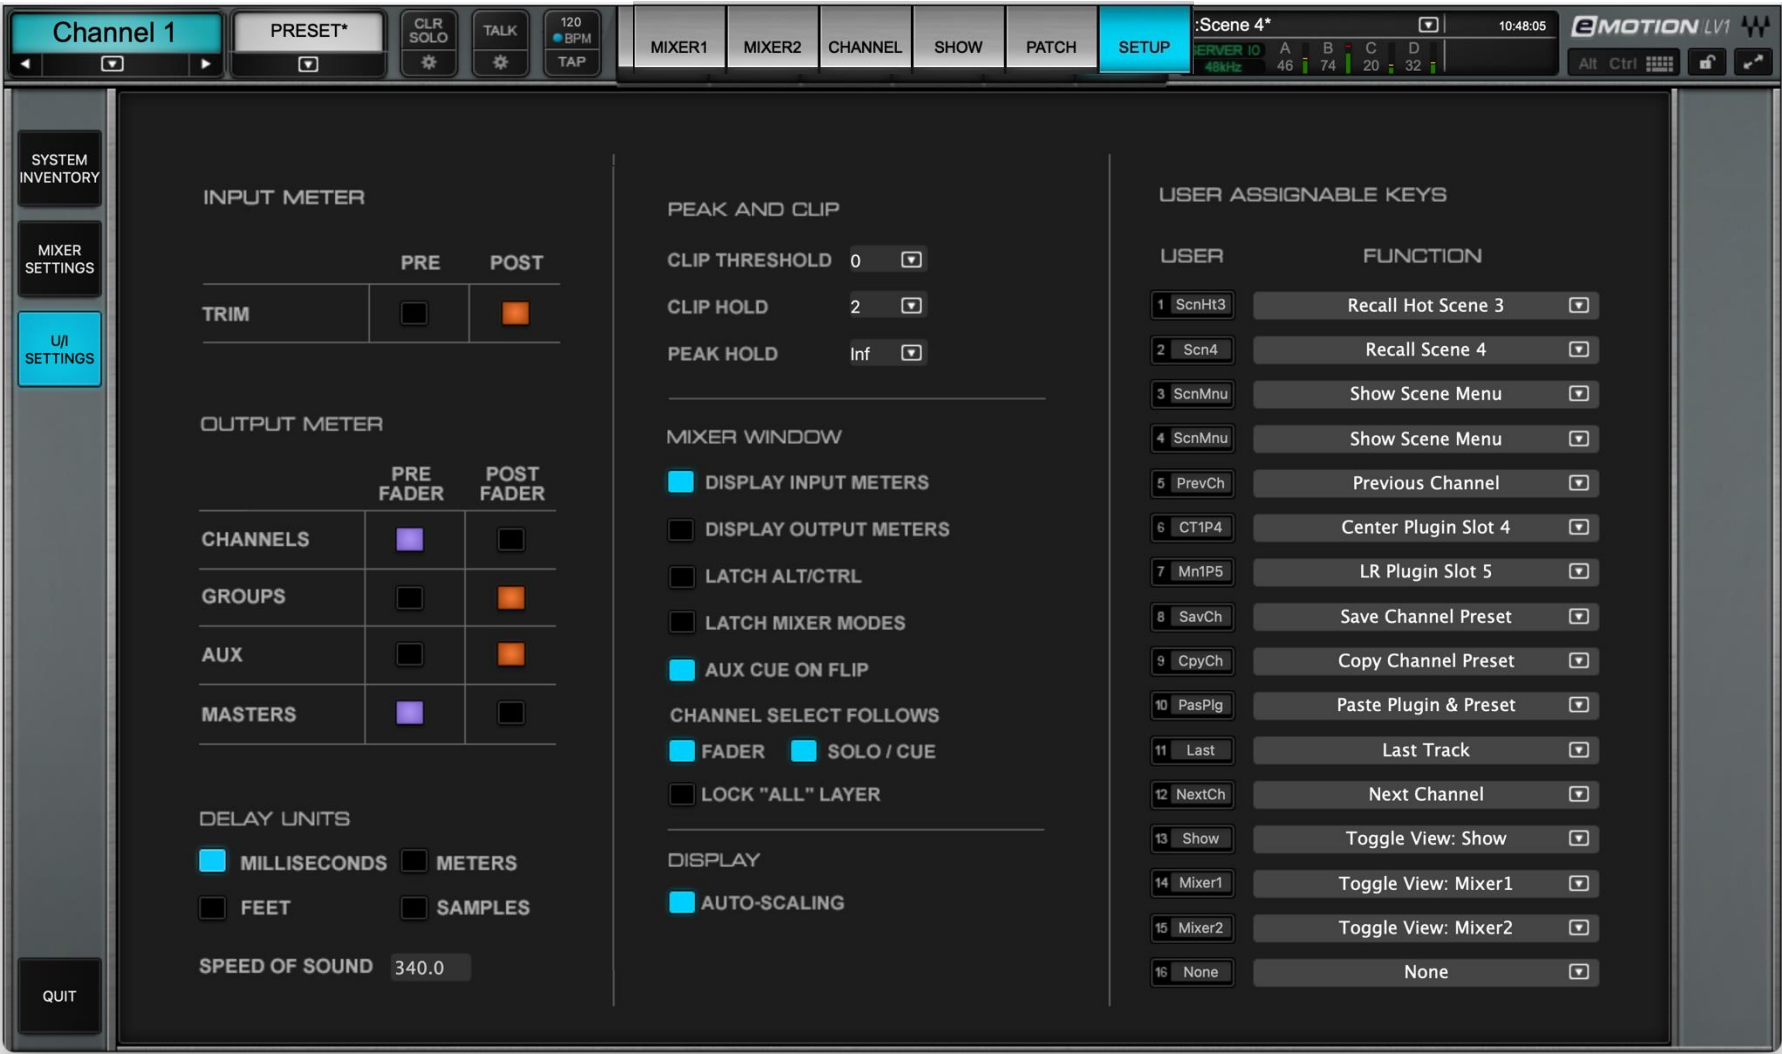 Channel 1
PRESET*
CLR
SOLO
TALK
120
BPM
TAP
MIXER1
MIXER2
CHANNEL
SHOW
PATCH
SETUP
:Scene 4*
10:48:05
SERVER IO A B C D
48kHz 46 74 20 32
eMOTION LV1
Alt Ctrl
SYSTEM
INVENTORY
MIXER
SETTINGS
U/I
SETTINGS
QUIT
INPUT METER
PRE POST
TRIM
OUTPUT METER
PRE
FADER
POST
FADER
CHANNELS
GROUPS
AUX
MASTERS
DELAY UNITS
MILLISECONDS METERS
FEET SAMPLES
SPEED OF SOUND 340.0
PEAK AND CLIP
CLIP THRESHOLD 0
CLIP HOLD 2
PEAK HOLD Inf
MIXER WINDOW
DISPLAY INPUT METERS
DISPLAY OUTPUT METERS
LATCH ALT/CTRL
LATCH MIXER MODES
AUX CUE ON FLIP
CHANNEL SELECT FOLLOWS
FADER SOLO / CUE
LOCK "ALL" LAYER
DISPLAY
AUTO-SCALING
USER ASSIGNABLE KEYS
USER FUNCTION
1 ScnHt3 Recall Hot Scene 3
2 Scn4 Recall Scene 4
3 ScnMnu Show Scene Menu
4 ScnMnu Show Scene Menu
5 PrevCh Previous Channel
6 CT1P4 Center Plugin Slot 4
7 Mn1P5 LR Plugin Slot 5
8 SavCh Save Channel Preset
9 CpyCh Copy Channel Preset
10 PasPlg Paste Plugin & Preset
11 Last Last Track
12 NextCh Next Channel
13 Show Toggle View: Show
14 Mixer1 Toggle View: Mixer1
15 Mixer2 Toggle View: Mixer2
16 None None